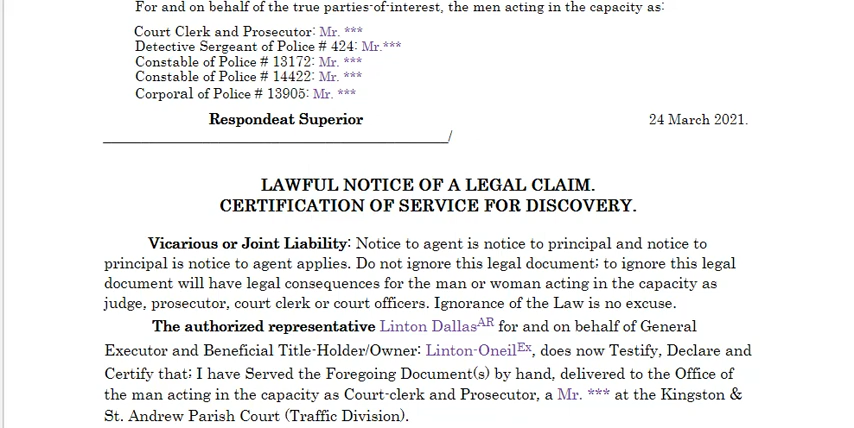 For and on behalf of the true parties-of-interest, the men acting in the capacity as:
Court Clerk and Prosecutor: Mr. ***
Detective Sergeant of Police # 424: Mr.***
Constable of Police # 13172: Mr. ***
Constable of Police # 14422: Mr. ***
Corporal of Police # 13905: Mr. ***
Respondeat Superior 24 March 2021.
____________________________________________/
LAWFUL NOTICE OF A LEGAL CLAIM.
CERTIFICATION OF SERVICE FOR DISCOVERY.
Vicarious or Joint Liability: Notice to agent is notice to principal and notice to
principal is notice to agent applies. Do not ignore this legal document; to ignore this legal
document will have legal consequences for the man or woman acting in the capacity as
judge, prosecutor, court clerk or court officers. Ignorance of the Law is no excuse.
The authorized representative Linton DallasAR for and on behalf of General
Executor and Beneficial Title-Holder/Owner: Linton-OneilEx, does now Testify, Declare and
Certify that; I have Served the Foregoing Document(s) by hand, delivered to the Office of
the man acting in the capacity as Court-clerk and Prosecutor, a Mr. *** at the Kingston &
St. Andrew Parish Court (Traffic Division).